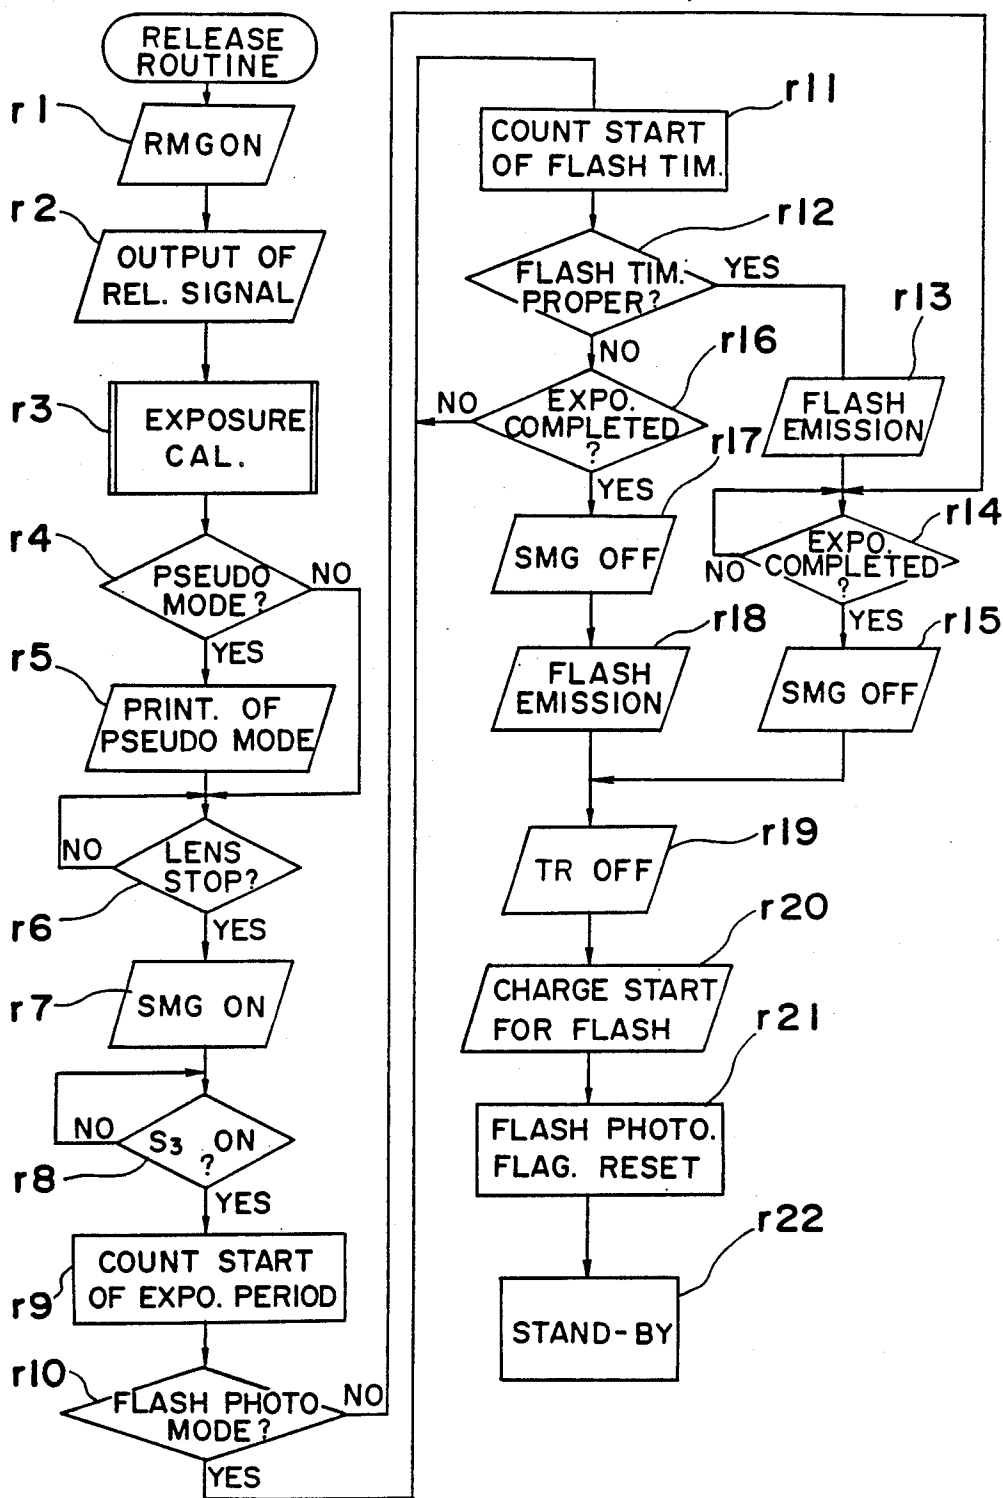 RELEASE
ROUTINE
r1
RMGON
r2
OUTPUT OF
REL. SIGNAL
r3
EXPOSURE
CAL.
r4
PSEUDO
MODE?
NO
YES
r5
PRINT. OF
PSEUDO MODE
NO
LENS
STOP?
r6
YES
r7
SMG ON
NO
S3 ON
?
r8
YES
COUNT START
OF EXPO. PERIOD
r9
r10
FLASH PHOTO
MODE?
NO
YES
r11
COUNT START
OF FLASH TIM.
r12
FLASH TIM.
PROPER?
YES
NO
r13
FLASH
EMISSION
r16
NO
EXPO.
COMPLETED
?
YES
r17
SMG OFF
r14
EXPO.
COMPLETED
?
NO
YES
r18
FLASH
EMISSION
r15
SMG OFF
r19
TR OFF
r20
CHARGE START
FOR FLASH
r21
FLASH PHOTO.
FLAG. RESET
r22
STAND-BY